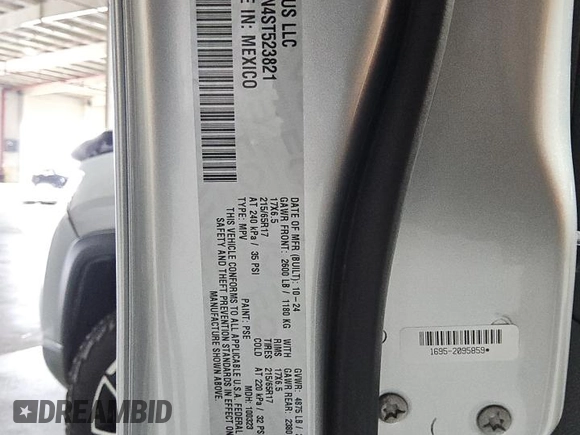 US LLC
N4ST523821
E IN: MEXICO
DATE OF MFR (BUILT): 10-24
GAWR FRONT: 2600 LB / 1180 KG WITH
17X6.5 RIMS
215/65R17 TIRES
AT 240 kPa / 35 PSI COLD
TYPE: MPV PAINT: PSE MDH: 100323
THIS VEHICLE CONFORMS TO ALL APPLICABLE U.S.A. FEDERAL
SAFETY AND THEFT PREVENTION STANDARDS IN EFFECT ON
MANUFACTURE SHOWN ABOVE.
GVWR: 4875 LB /
GAWR REAR: 2380
17X6.5
215/65R17
AT 220 kPa / 32 PS
1695-2095859*
DREAMBID